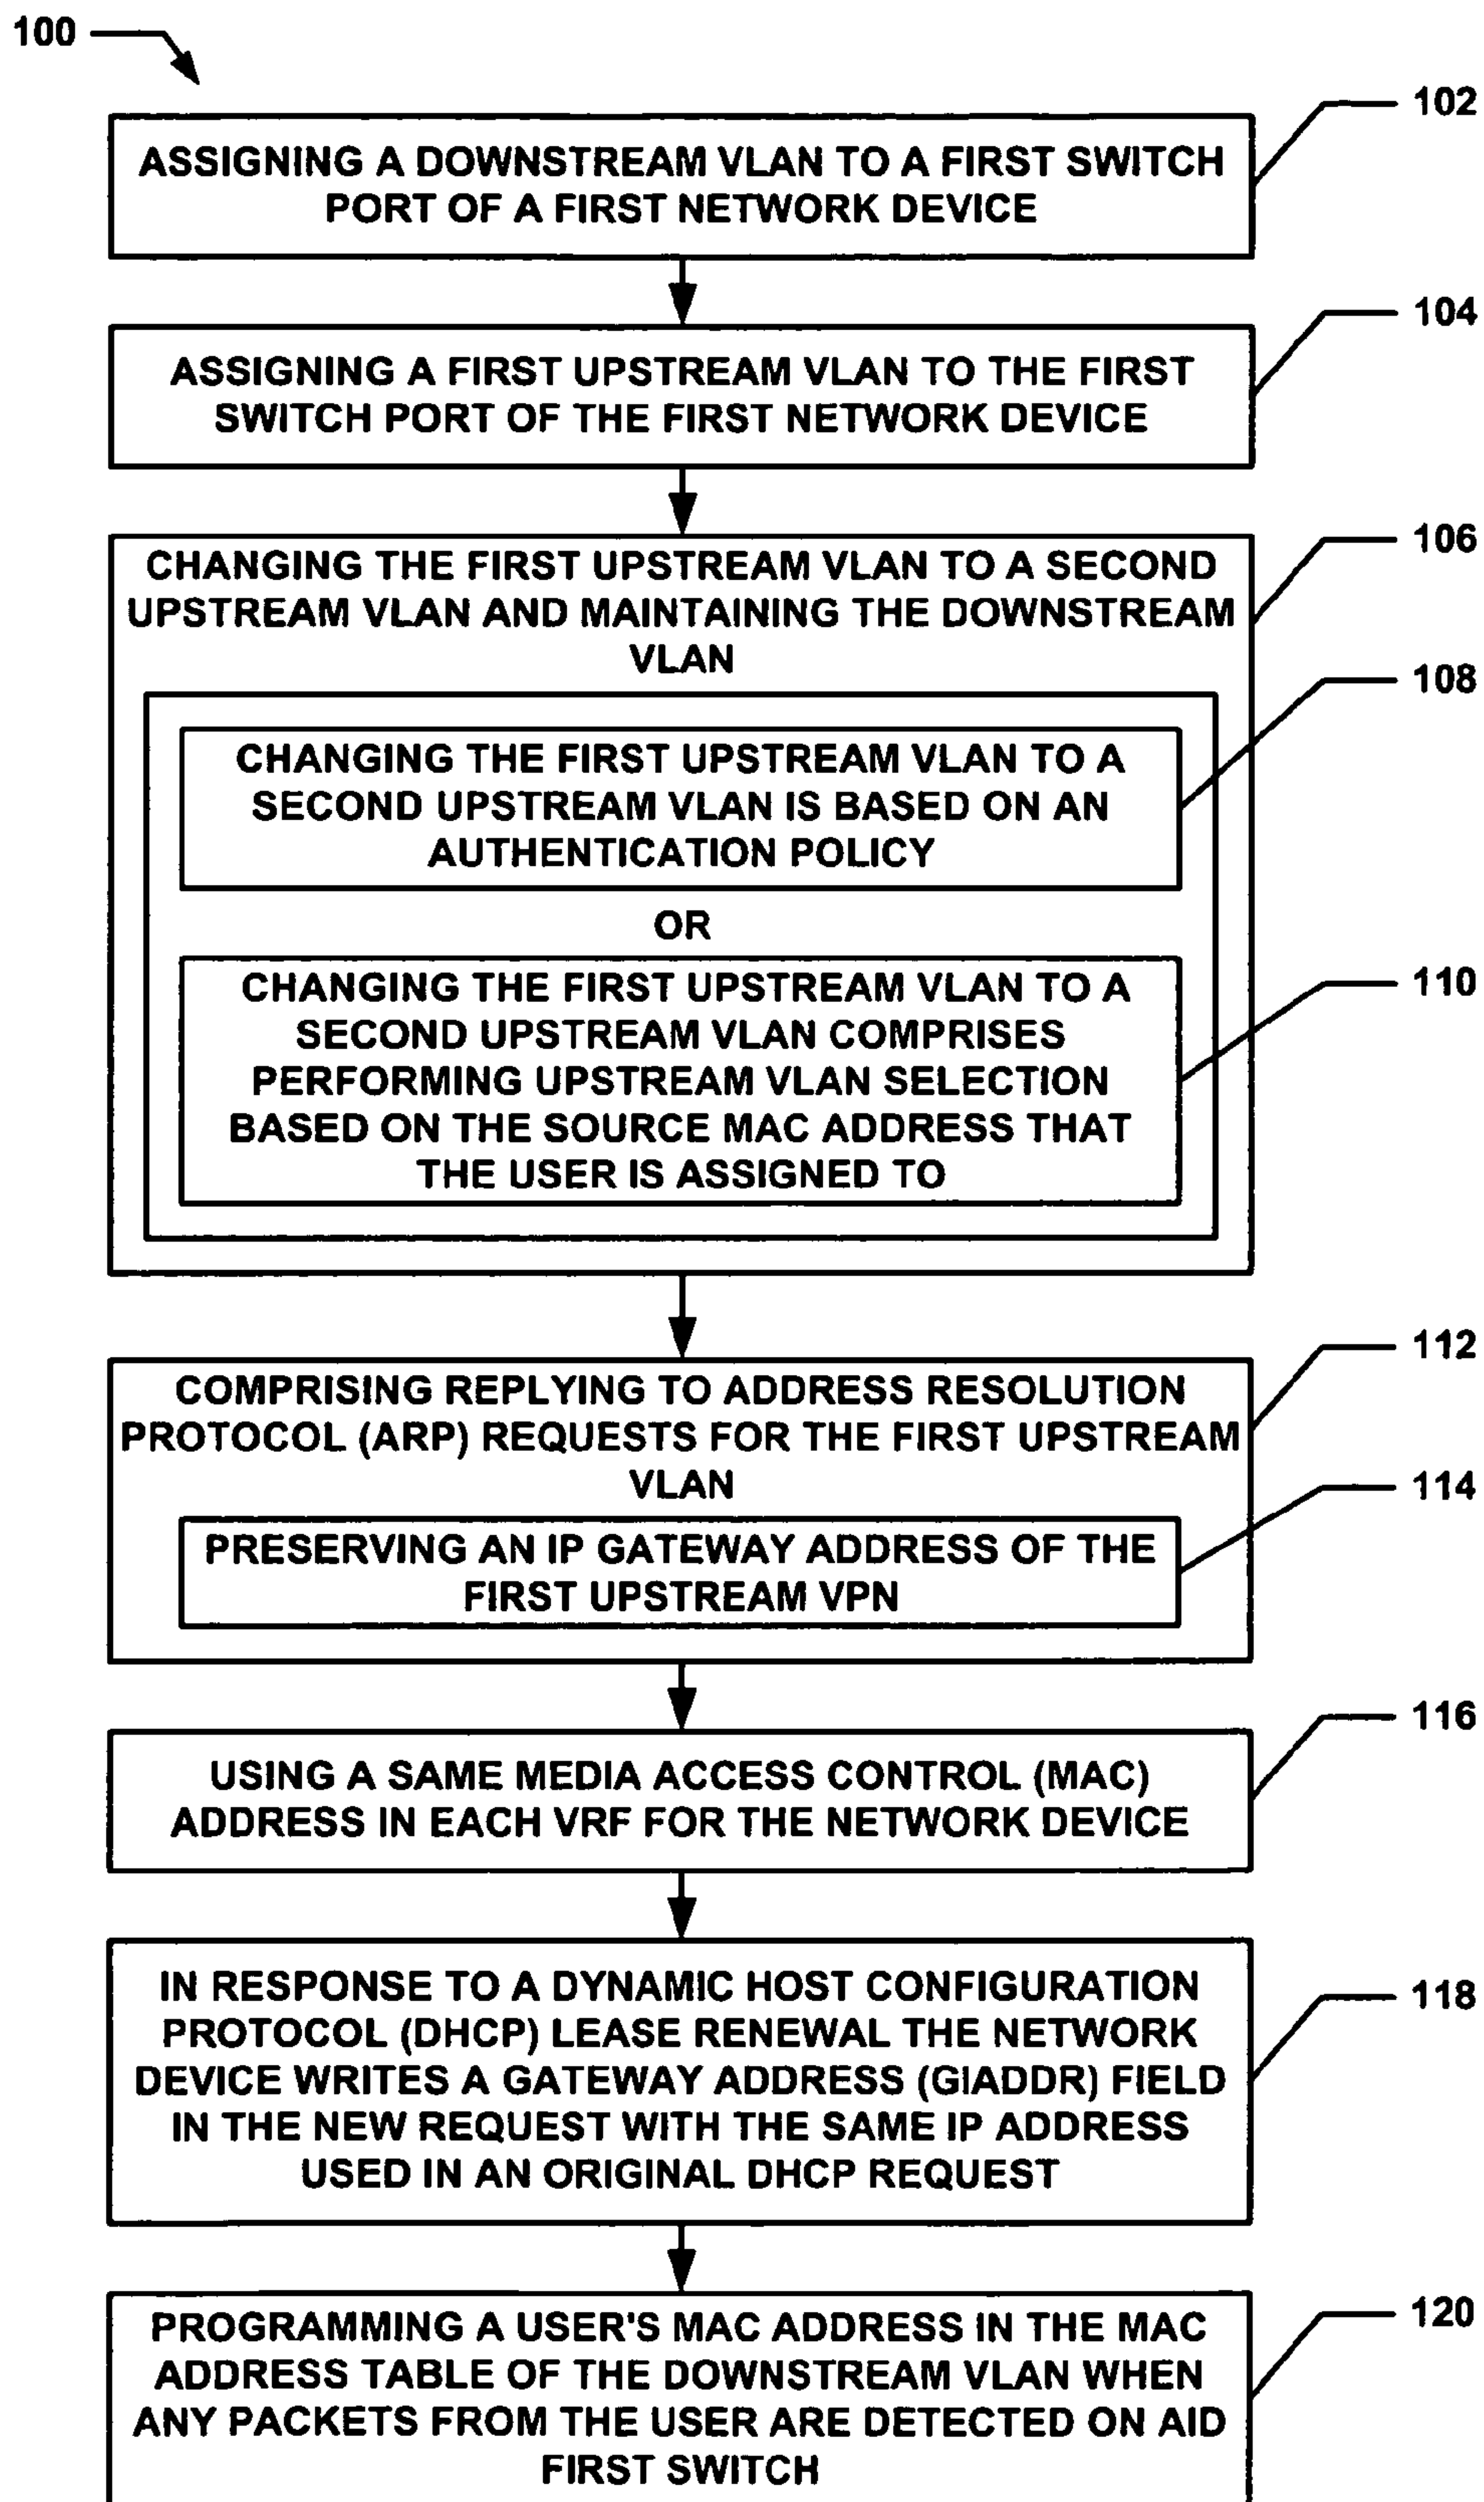 100
102
ASSIGNING A DOWNSTREAM VLAN TO A FIRST SWITCH
PORT OF A FIRST NETWORK DEVICE
104
ASSIGNING A FIRST UPSTREAM VLAN TO THE FIRST
SWITCH PORT OF THE FIRST NETWORK DEVICE
106
CHANGING THE FIRST UPSTREAM VLAN TO A SECOND
UPSTREAM VLAN AND MAINTAINING THE DOWNSTREAM
VLAN
108
CHANGING THE FIRST UPSTREAM VLAN TO A
SECOND UPSTREAM VLAN IS BASED ON AN
AUTHENTICATION POLICY
OR
110
CHANGING THE FIRST UPSTREAM VLAN TO A
SECOND UPSTREAM VLAN COMPRISES
PERFORMING UPSTREAM VLAN SELECTION
BASED ON THE SOURCE MAC ADDRESS THAT
THE USER IS ASSIGNED TO
112
COMPRISING REPLYING TO ADDRESS RESOLUTION
PROTOCOL (ARP) REQUESTS FOR THE FIRST UPSTREAM
VLAN
114
PRESERVING AN IP GATEWAY ADDRESS OF THE
FIRST UPSTREAM VPN
116
USING A SAME MEDIA ACCESS CONTROL (MAC)
ADDRESS IN EACH VRF FOR THE NETWORK DEVICE
118
IN RESPONSE TO A DYNAMIC HOST CONFIGURATION
PROTOCOL (DHCP) LEASE RENEWAL THE NETWORK
DEVICE WRITES A GATEWAY ADDRESS (GIADDR) FIELD
IN THE NEW REQUEST WITH THE SAME IP ADDRESS
USED IN AN ORIGINAL DHCP REQUEST
120
PROGRAMMING A USER'S MAC ADDRESS IN THE MAC
ADDRESS TABLE OF THE DOWNSTREAM VLAN WHEN
ANY PACKETS FROM THE USER ARE DETECTED ON AID
FIRST SWITCH